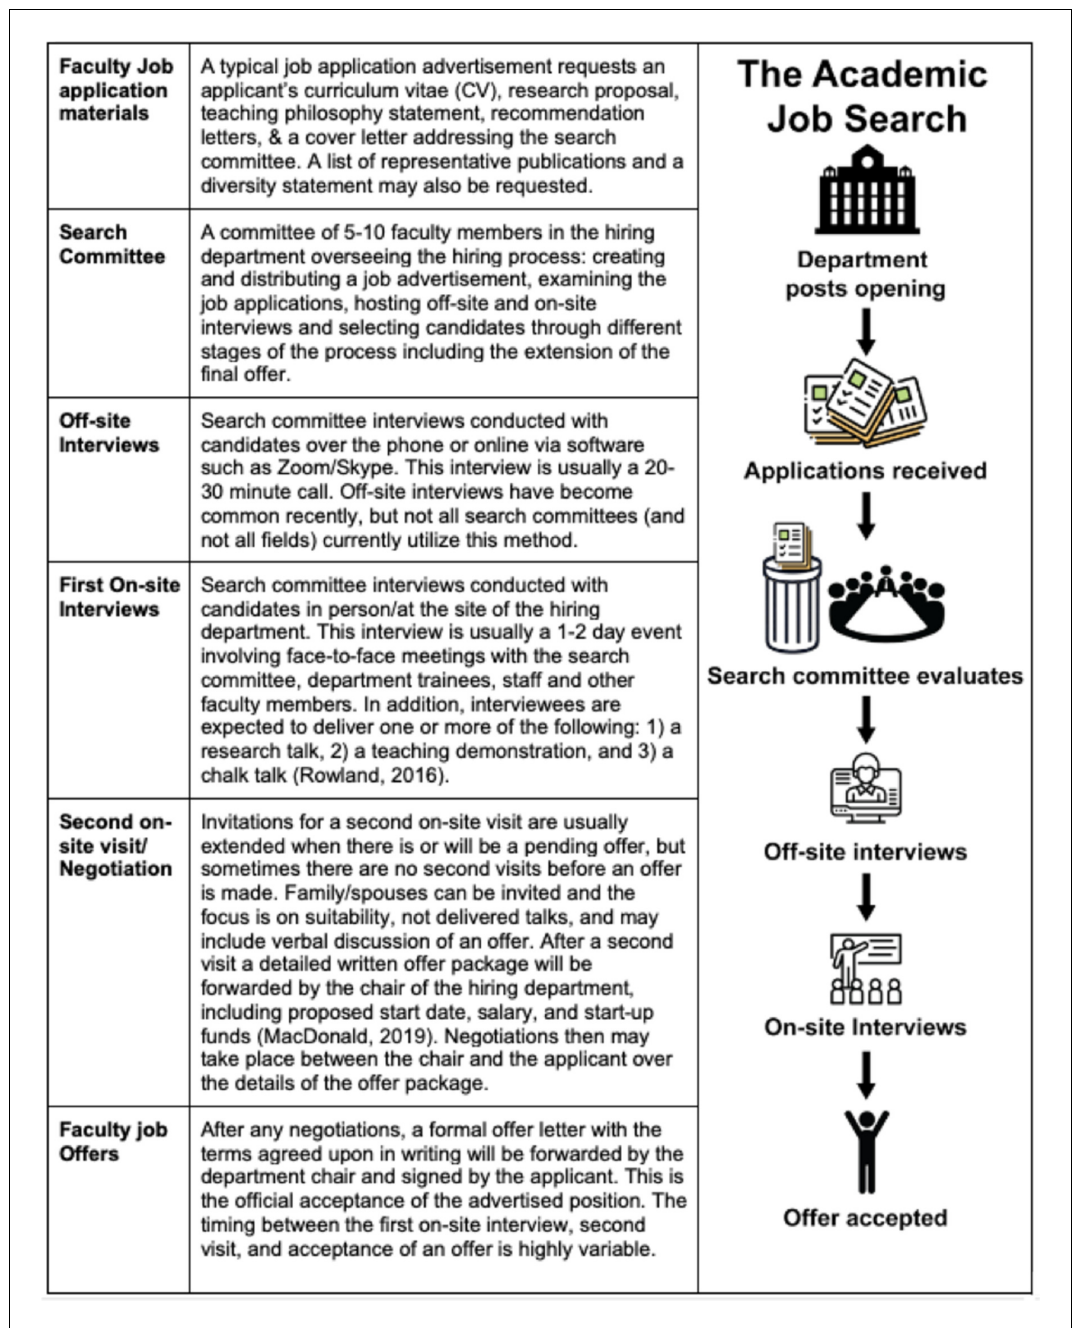 Faculty Job
application
materials
A typical job application advertisement requests an
applicant's curriculum vitae (CV), research proposal,
teaching philosophy statement, recommendation
letters, & a cover letter addressing the search
committee. A list of representative publications and a
diversity statement may also be requested.
Search
Committee
A committee of 5-10 faculty members in the hiring
department overseeing the hiring process: creating
and distributing a job advertisement, examining the
job applications, hosting off-site and on-site
interviews and selecting candidates through different
stages of the process including the extension of the
final offer.
Off-site
Interviews
Search committee interviews conducted with
candidates over the phone or online via software
such as Zoom/Skype. This interview is usually a 20-
30 minute call. Off-site interviews have become
common recently, but not all search committees (and
not all fields) currently utilize this method.
First On-site
Interviews
Search committee interviews conducted with
candidates in person/at the site of the hiring
department. This interview is usually a 1-2 day event
involving face-to-face meetings with the search
committee, department trainees, staff and other
faculty members. In addition, interviewees are
expected to deliver one or more of the following: 1) a
research talk, 2) a teaching demonstration, and 3) a
chalk talk (Rowland, 2016).
Second on-
site visit/
Negotiation
Invitations for a second on-site visit are usually
extended when there is or will be a pending offer, but
sometimes there are no second visits before an offer
is made. Family/spouses can be invited and the
focus is on suitability, not delivered talks, and may
include verbal discussion of an offer. After a second
visit a detailed written offer package will be
forwarded by the chair of the hiring department,
including proposed start date, salary, and start-up
funds (MacDonald, 2019). Negotiations then may
take place between the chair and the applicant over
the details of the offer package.
Faculty job
Offers
After any negotiations, a formal offer letter with the
terms agreed upon in writing will be forwarded by the
department chair and signed by the applicant. This is
the official acceptance of the advertised position. The
timing between the first on-site interview, second
visit, and acceptance of an offer is highly variable.
The Academic
Job Search
Department
posts opening
Applications received
Search committee evaluates
Off-site interviews
On-site Interviews
Offer accepted